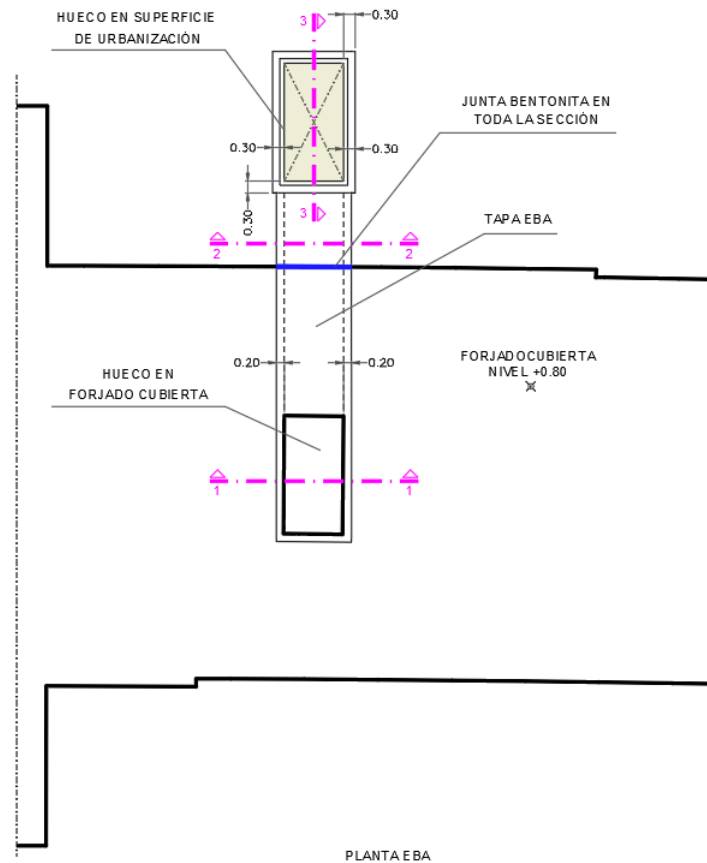 HUECO EN SUPERFICIE
DE URBANIZACIÓN
3
0.30
JUNTA BENTONITA EN
TODA LA SECCIÓN
0.30
0.30
0.30
3
TAPA EBA
2
2
0.20
0.20
FORJADO CUBIERTA
NIVEL +0.80
HUECO EN
FORJADO CUBIERTA
1
1
PLANTA EBA